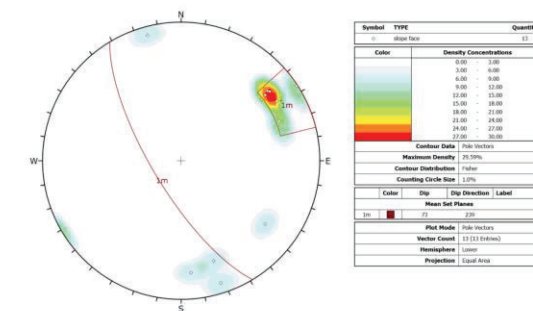 N
W
E
S
1m
1m
Symbol TYPE Quantit
slope face 13
Color Density Concentrations
0.00 - 3.00
3.00 - 6.00
6.00 - 9.00
9.00 - 12.00
12.00 - 15.00
15.00 - 18.00
18.00 - 21.00
21.00 - 24.00
24.00 - 27.00
27.00 - 30.00
Contour Data Pole Vectors
Maximum Density 29.59%
Contour Distribution Fisher
Counting Circle Size 1.0%
Color Dip Dip Direction Label
Mean Set Planes
1m 73 239
Plot Mode Pole Vectors
Vector Count 13 (13 Entries)
Hemisphere Lower
Projection Equal Area